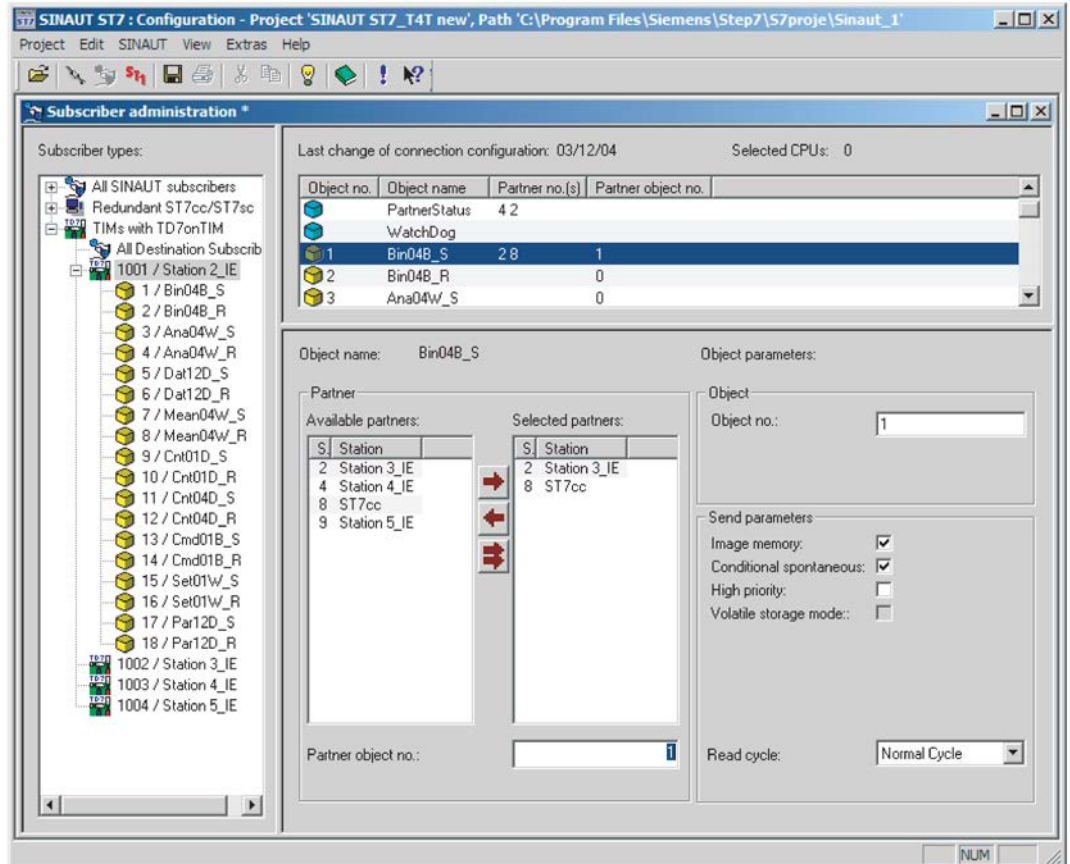 SINAUT ST7 : Configuration - Project 'SINAUT ST7_T4T new', Path 'C:\Program Files\Siemens\Step7\S7proje\Sinaut_1'
Project Edit SINAUT View Extras Help
Subscriber administration *
Subscriber types:
All SINAUT subscribers
Redundant ST7cc/ST7sc
TIMs with TD7onTIM
All Destination Subscrib
1001 / Station 2_IE
1 / Bin04B_S
2 / Bin04B_R
3 / Ana04W_S
4 / Ana04W_R
5 / Dat12D_S
6 / Dat12D_R
7 / Mean04W_S
8 / Mean04W_R
9 / Cnt01D_S
10 / Cnt01D_R
11 / Cnt04D_S
12 / Cnt04D_R
13 / Cmd01B_S
14 / Cmd01B_R
15 / Set01W_S
16 / Set01W_R
17 / Par12D_S
18 / Par12D_R
1002 / Station 3_IE
1003 / Station 4_IE
1004 / Station 5_IE
Last change of connection configuration: 03/12/04 Selected CPUs: 0
Object no. Object name Partner no.(s) Partner object no.
PartnerStatus 4 2
WatchDog
1 Bin04B_S 2 8 1
2 Bin04B_R 0
3 Ana04W_S 0
Object name: Bin04B_S
Partner
Available partners:
S. Station
2 Station 3_IE
4 Station 4_IE
8 ST7cc
9 Station 5_IE
Selected partners:
S. Station
2 Station 3_IE
8 ST7cc
Partner object no.: 1
Object parameters:
Object
Object no.: 1
Send parameters
Image memory:
Conditional spontaneous:
High priority:
Volatile storage mode::
Read cycle: Normal Cycle
NUM